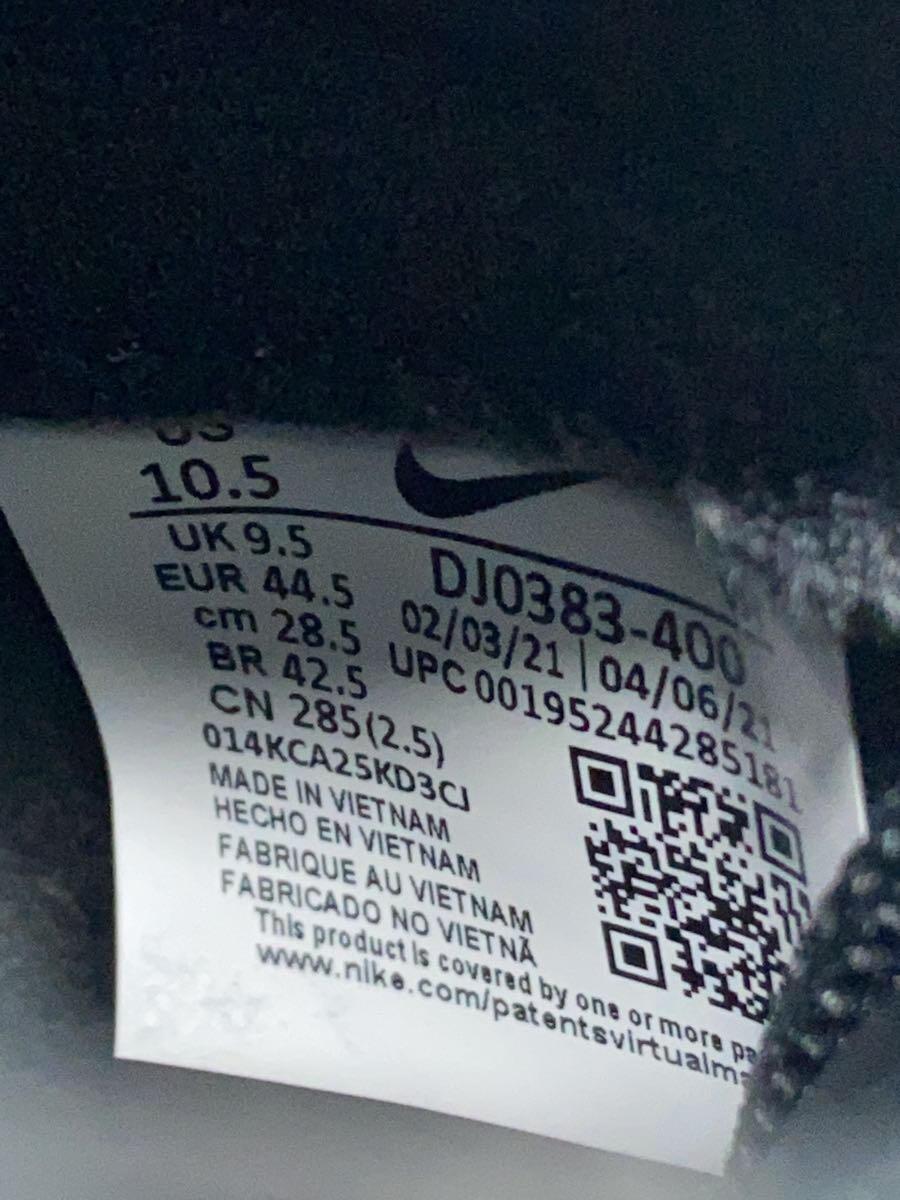 US
10.5
UK 9.5
EUR 44.5
cm 28.5
BR 42.5
CN 285(2.5)
014KCA25KD3CJ
DJ0383-400
02/03/21 | 04/06/21
UPC 00195244285181
MADE IN VIETNAM
HECHO EN VIETNAM
FABRIQUE AU VIETNAM
FABRICADO NO VIETNÃ
This product is covered by one or more pa
www.nike.com/patentsvirtualm